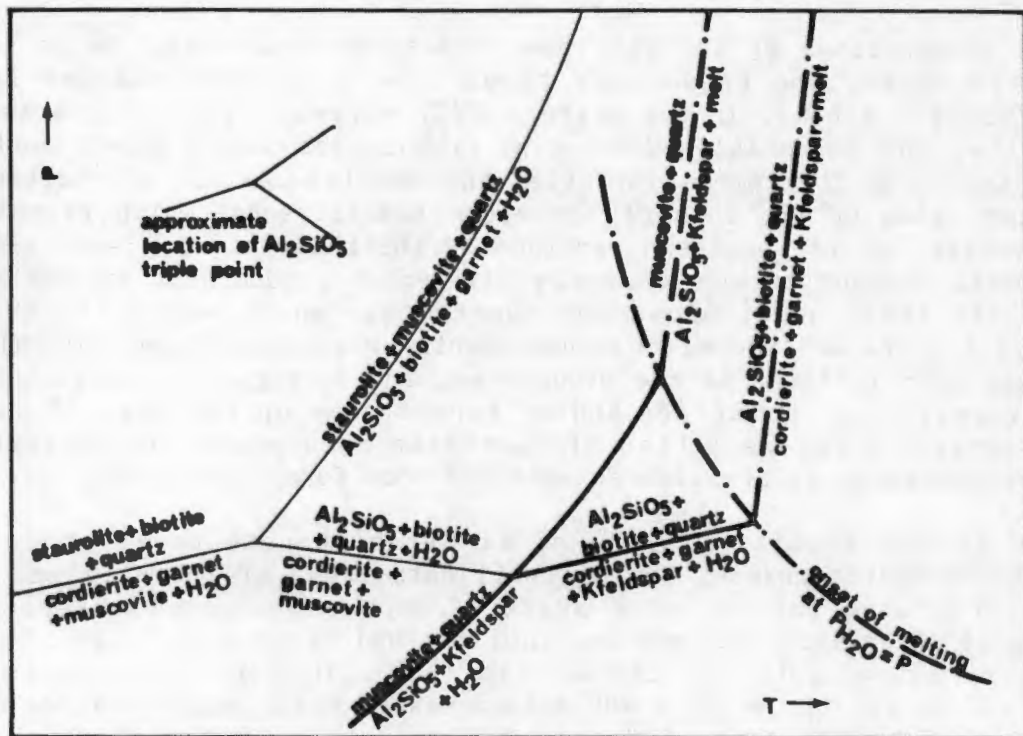 P →
approximate
location of Al₂SiO₅
triple point
staurolite + muscovite + quartz
Al₂SiO₅ + biotite + garnet + H₂O
muscovite + quartz
Al₂SiO₅ + Kfeldspar + melt
Al₂SiO₅ + biotite + quartz
cordierite + garnet + Kfeldspar + melt
staurolite + biotite
+ quartz
cordierite + garnet
+ muscovite + H₂O
Al₂SiO₅ + biotite
+ quartz + H₂O
cordierite +
garnet +
muscovite
Al₂SiO₅ +
biotite + quartz
cordierite + garnet
+ Kfeldspar + H₂O
muscovite + quartz
Al₂SiO₅ + Kfeldspar
+ H₂O
of melting
at PH₂O = P
T →